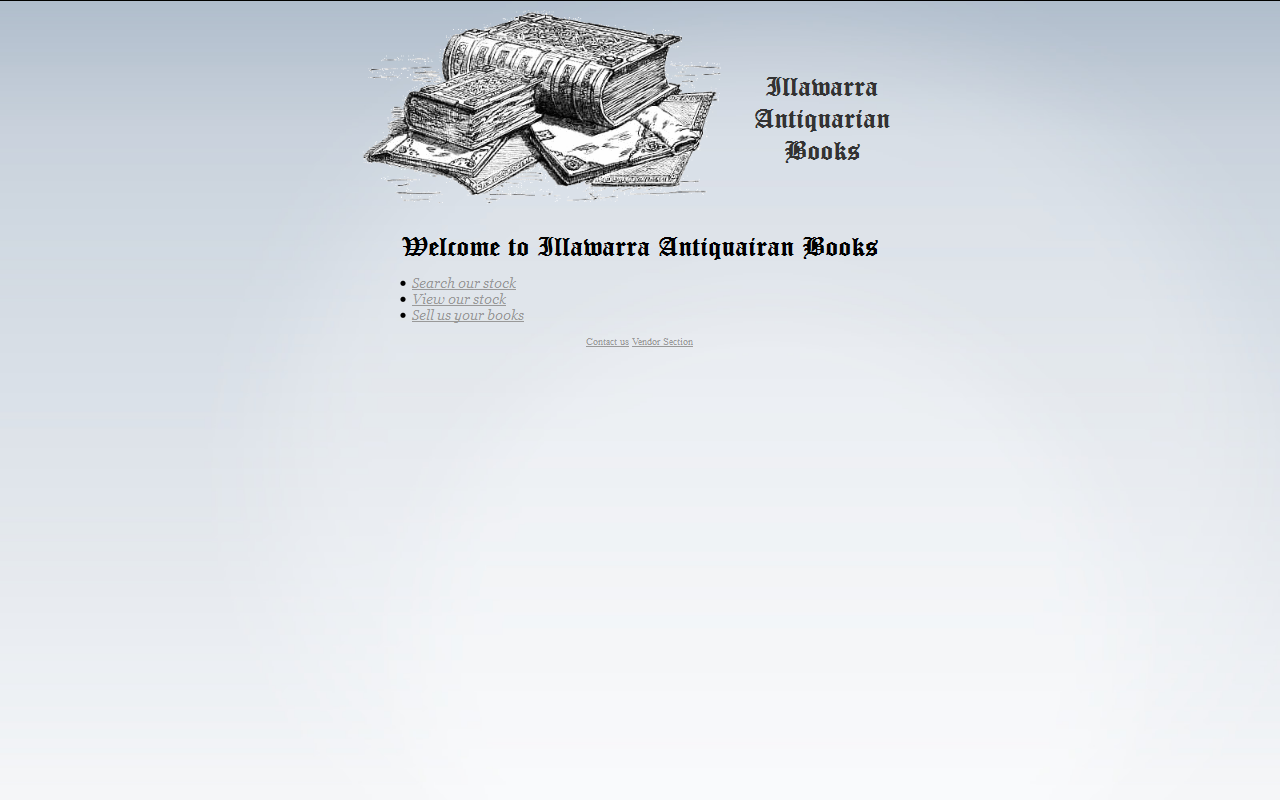 Illawarra
Antiquarian
Books
Welcome to Illawarra Antiquairan Books
Search our stock
View our stock
Sell us your books
Contact us Vendor Section